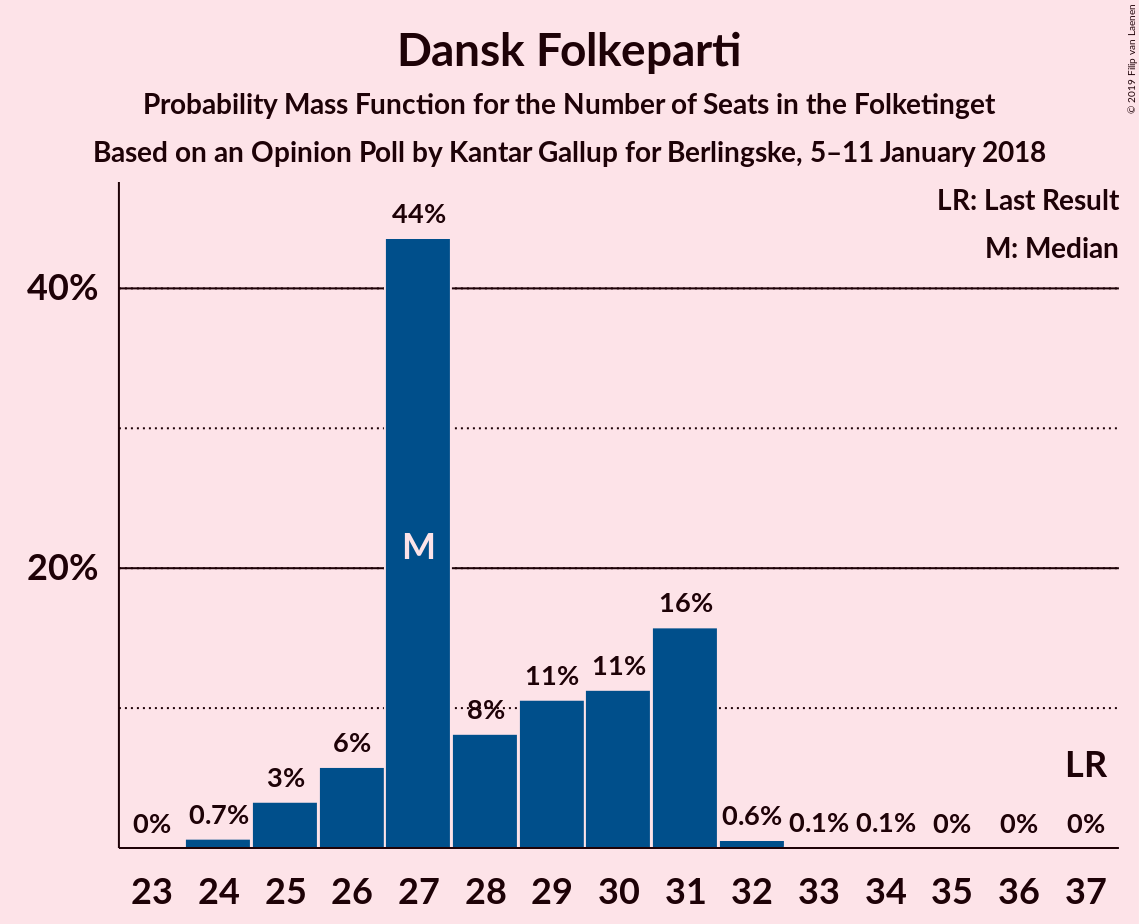 Dansk Folkeparti
Probability Mass Function for the Number of Seats in the Folketinget
Based on an Opinion Poll by Kantar Gallup for Berlingske, 5–11 January 2018
© 2019 Filip van Laenen
LR: Last Result
M: Median
40%
20%
0%
0.7%
3%
6%
44%
M
8%
11%
11%
16%
0.6%
0.1%
0.1%
0%
0%
LR
0%
23 24 25 26 27 28 29 30 31 32 33 34 35 36 37